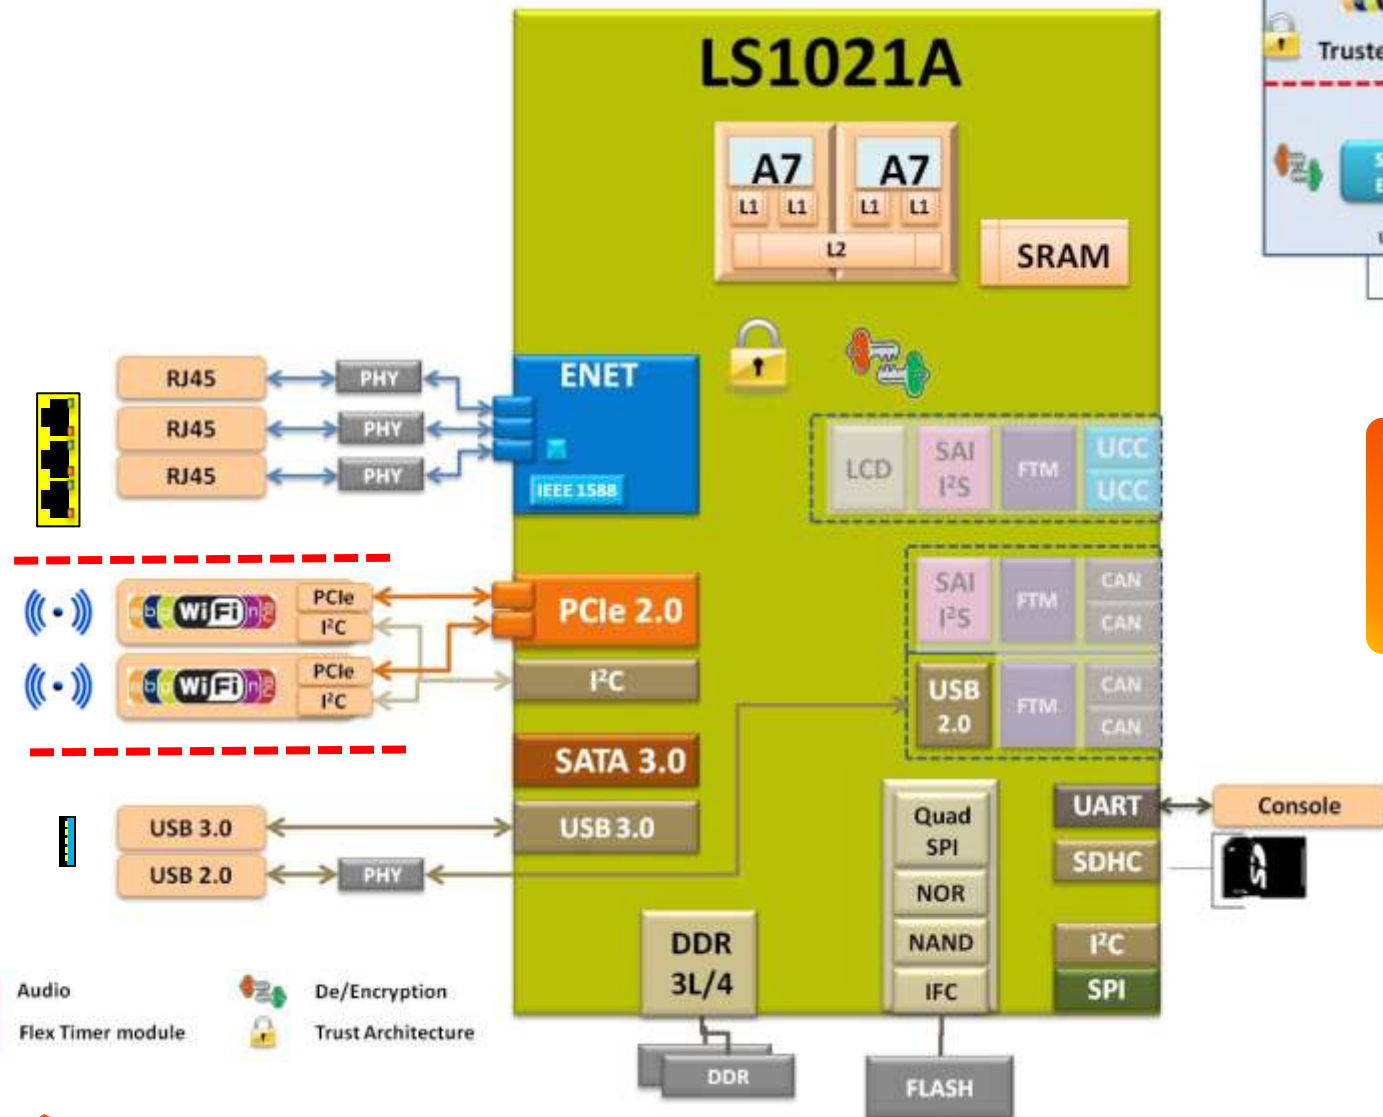 LS1021A
A7 A7
L1 L1 L1 L1
L2
SRAM
RJ45 PHY
RJ45 PHY
RJ45 PHY
ENET
IEEE 1588
LCD
SAI
I²S
FTM
UCC
UCC
WiFi
PCIe
I²C
WiFi
PCIe
I²C
PCIe 2.0
I²C
SATA 3.0
USB 3.0
SAI
I²S
FTM
CAN
CAN
USB
2.0
FTM
CAN
CAN
USB 3.0
USB 2.0 PHY
Quad
SPI
NOR
NAND
IFC
UART
Console
SDHC
I²C
SPI
DDR
3L/4
DDR
FLASH
Audio
De/Encryption
Flex Timer module
Trust Architecture